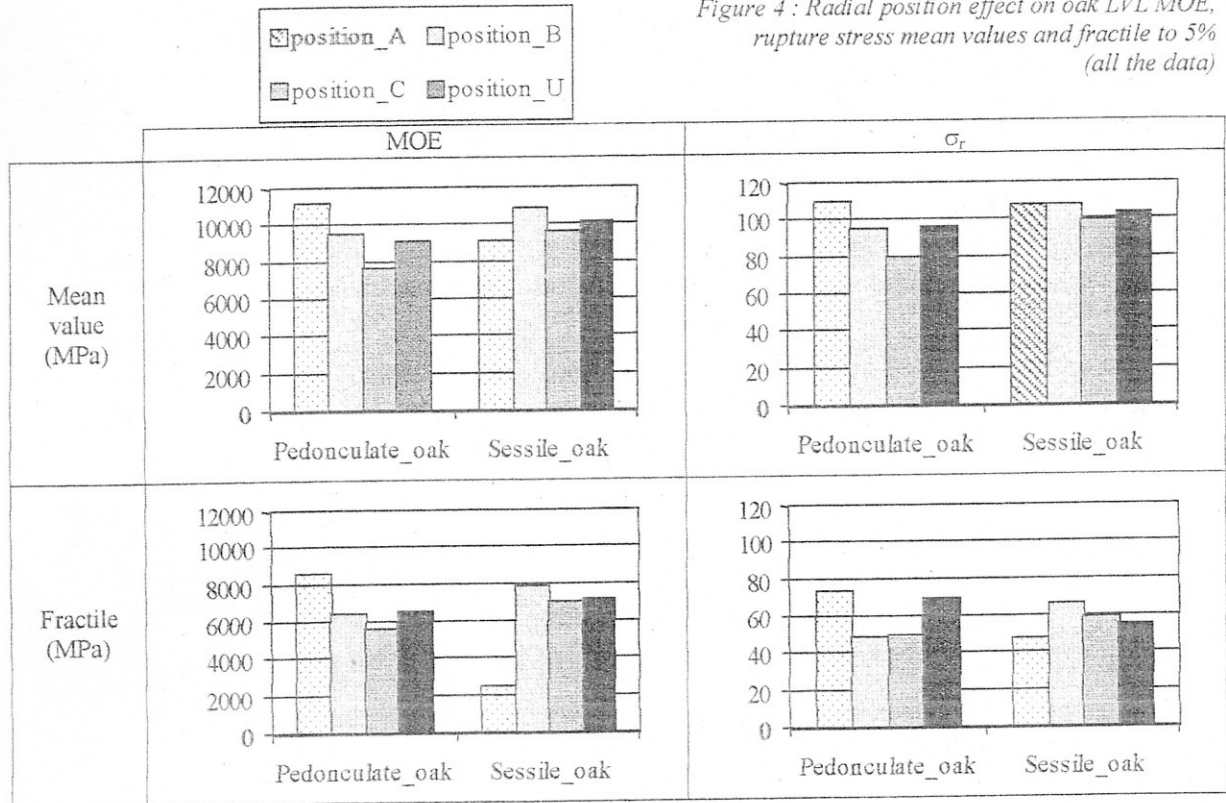 Figure 4 : Radial position effect on oak LVL MOE,
rupture stress mean values and fractile to 5%
(all the data)
position_A position_B
position_C position_U
MOE σr
Mean
value
(MPa)
12000
10000
8000
6000
4000
2000
0
Pedonculate_oak Sessile_oak
120
100
80
60
40
20
0
Pedonculate_oak Sessile_oak
Fractile
(MPa)
12000
10000
8000
6000
4000
2000
0
Pedonculate_oak Sessile_oak
120
100
80
60
40
20
0
Pedonculate_oak Sessile_oak